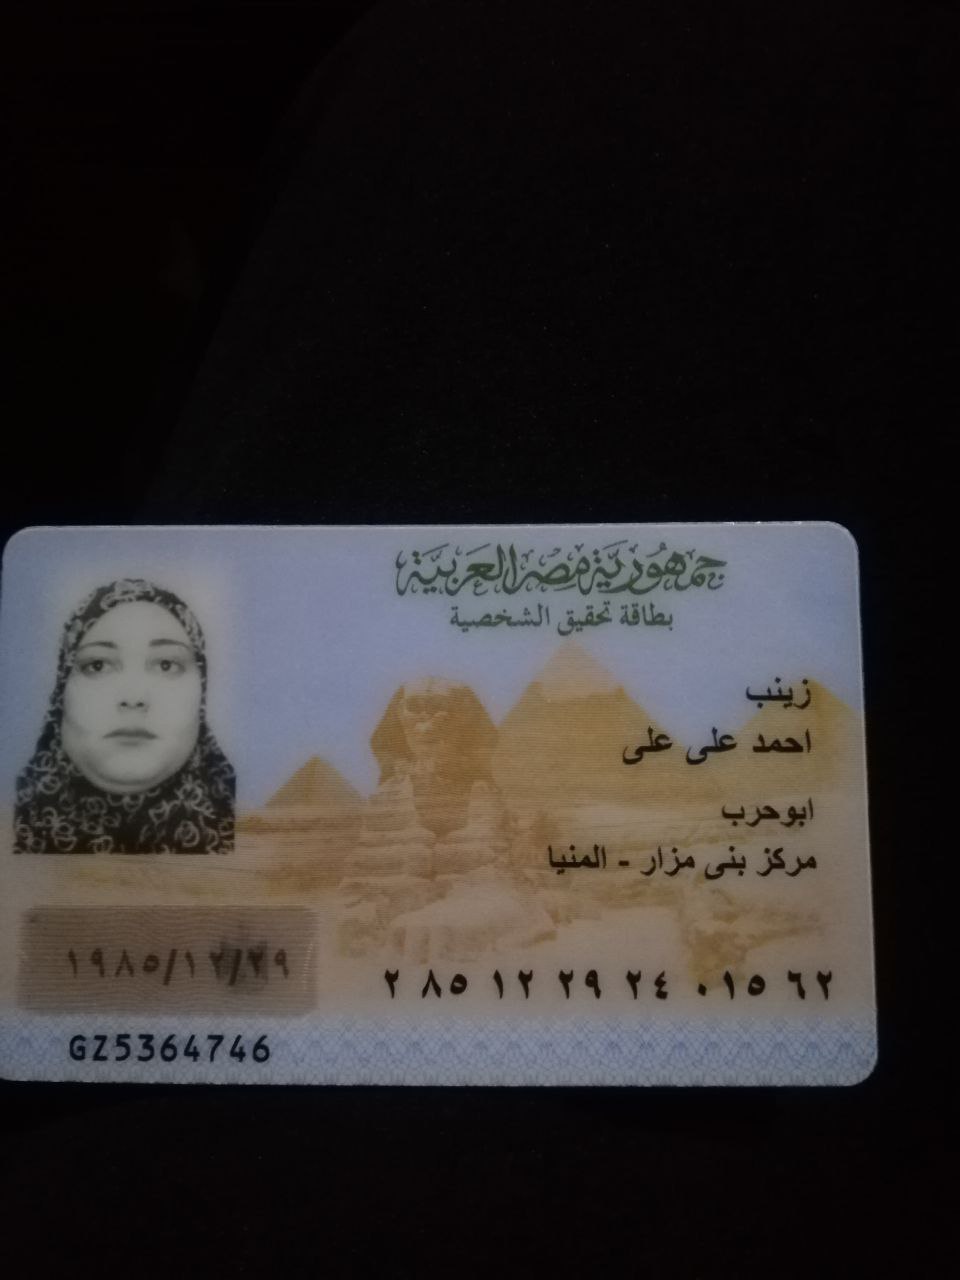 جمهورية مصر العربية
بطاقة تحقيق الشخصية
زينب
احمد على على
ابوحرب
مركز بنى مزار - المنيا
١٩٨٥/١٢/٢٩
٢ ٨٥ ١٢ ٢٩ ٢٤ ٠١٥ ٦٢
GZ5364746